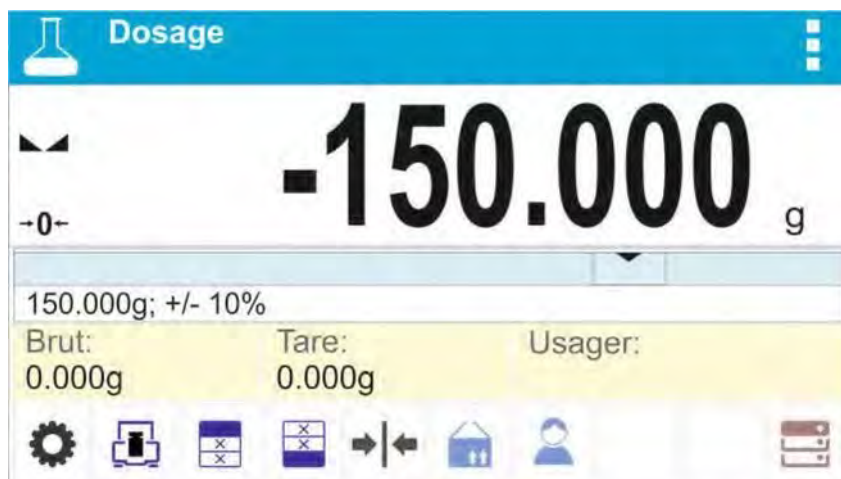 Dosage
-150.000 g
→0←
150.000g; +/- 10%
Brut: Tare: Usager:
0.000g 0.000g